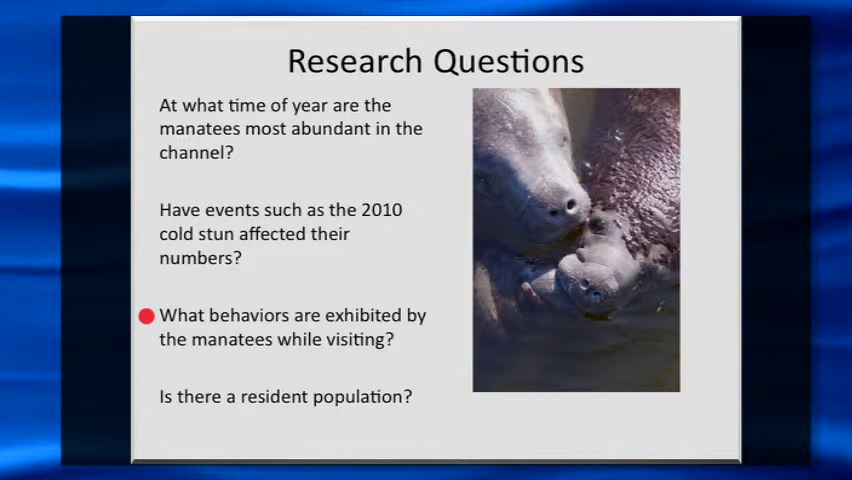 Research Questions
At what time of year are the
manatees most abundant in the
channel?
Have events such as the 2010
cold stun affected their
numbers?
What behaviors are exhibited by
the manatees while visiting?
Is there a resident population?